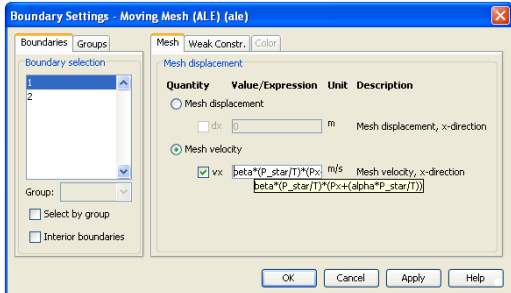 Boundary Settings - Moving Mesh (ALE) (ale)
Boundaries Groups
Mesh Weak Constr. Color
Boundary selection
1
2
Group:
Select by group
Interior boundaries
Mesh displacement
Quantity Value/Expression Unit Description
Mesh displacement
dx 0 m Mesh displacement, x-direction
Mesh velocity
vx beta*(P_star/T)*(Px- m/s Mesh velocity, x-direction
beta*(P_star/T)*(Px+(alpha*P_star/T))
OK Cancel Apply Help